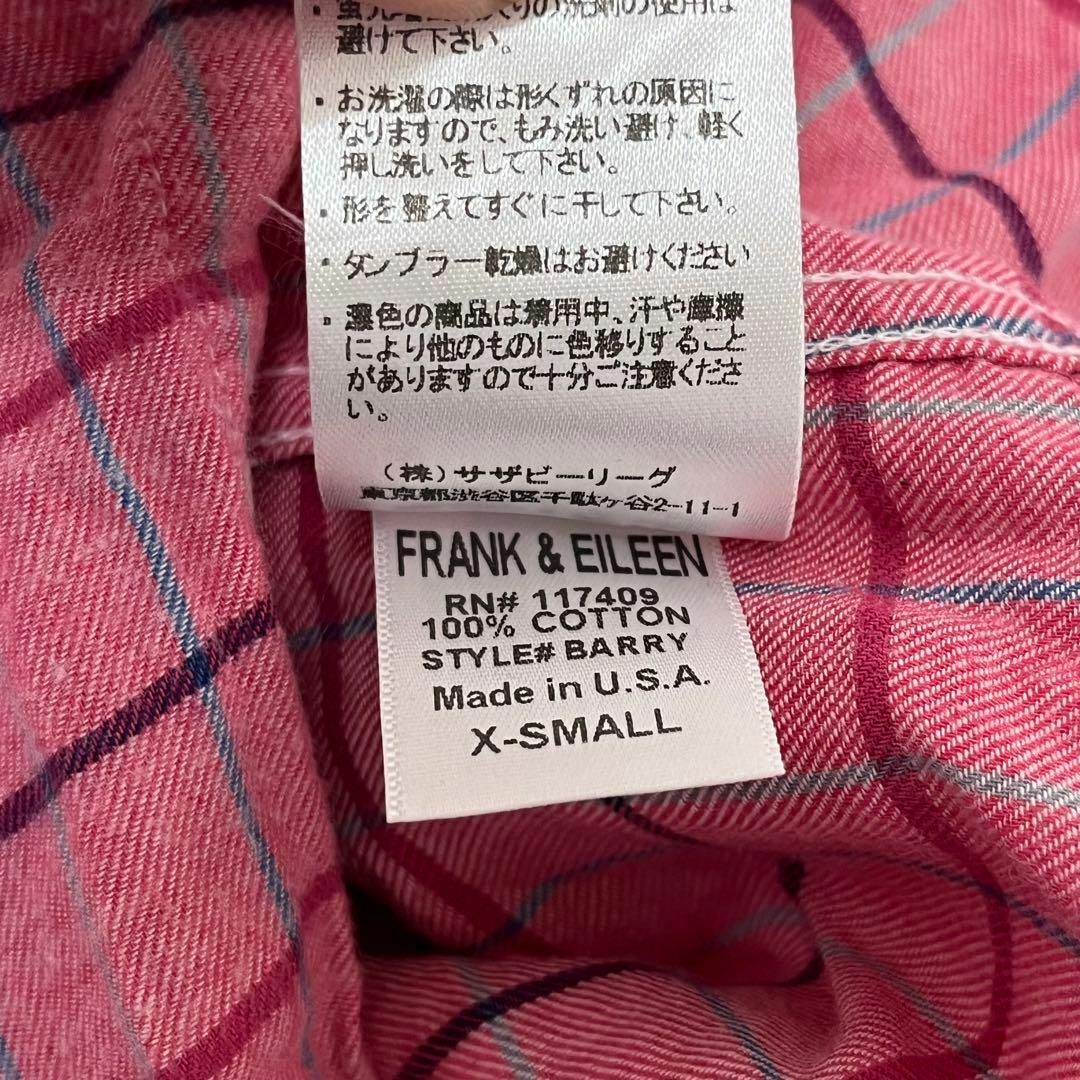 の洗剤の使用は
避けて下さい。
・お洗濯の際は形くずれの原因に
なりますので、もみ洗い避け、軽く
押し洗いをして下さい。
・形を整えてすぐに干して下さい。
・タンブラー乾燥はお避けください
・濃色の商品は着用中、汗や摩擦
により他のものに色移りすること
がありますので十分ご注意くださ
い。
(株)サザビーリーグ
東京都渋谷区千駄ヶ谷2-11-1
FRANK & EILEEN
RN# 117409
100% COTTON
STYLE# BARRY
Made in U.S.A.
X-SMALL